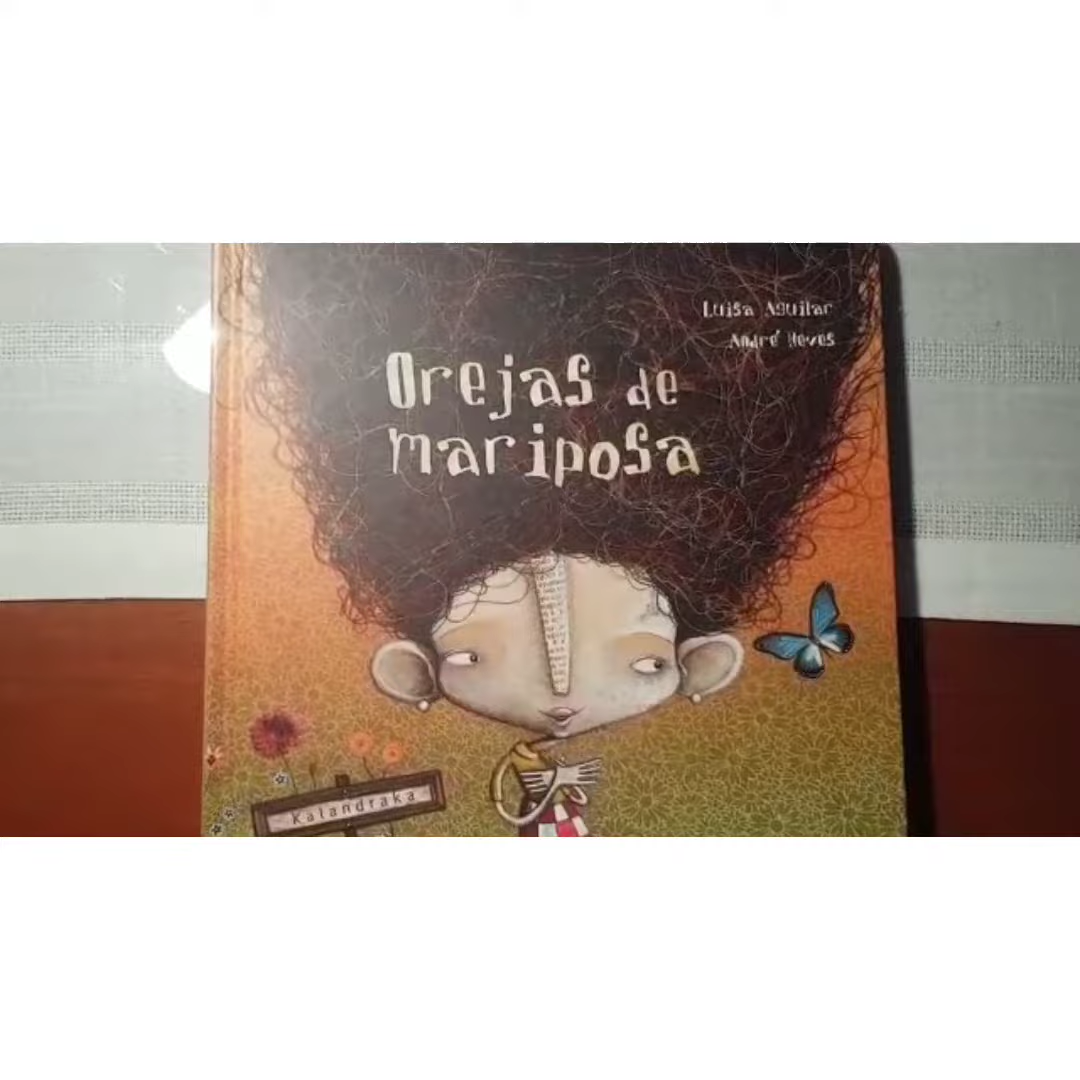 Luisa Aguilar
André Neves
Orejas de
mariposa
Kalandraka